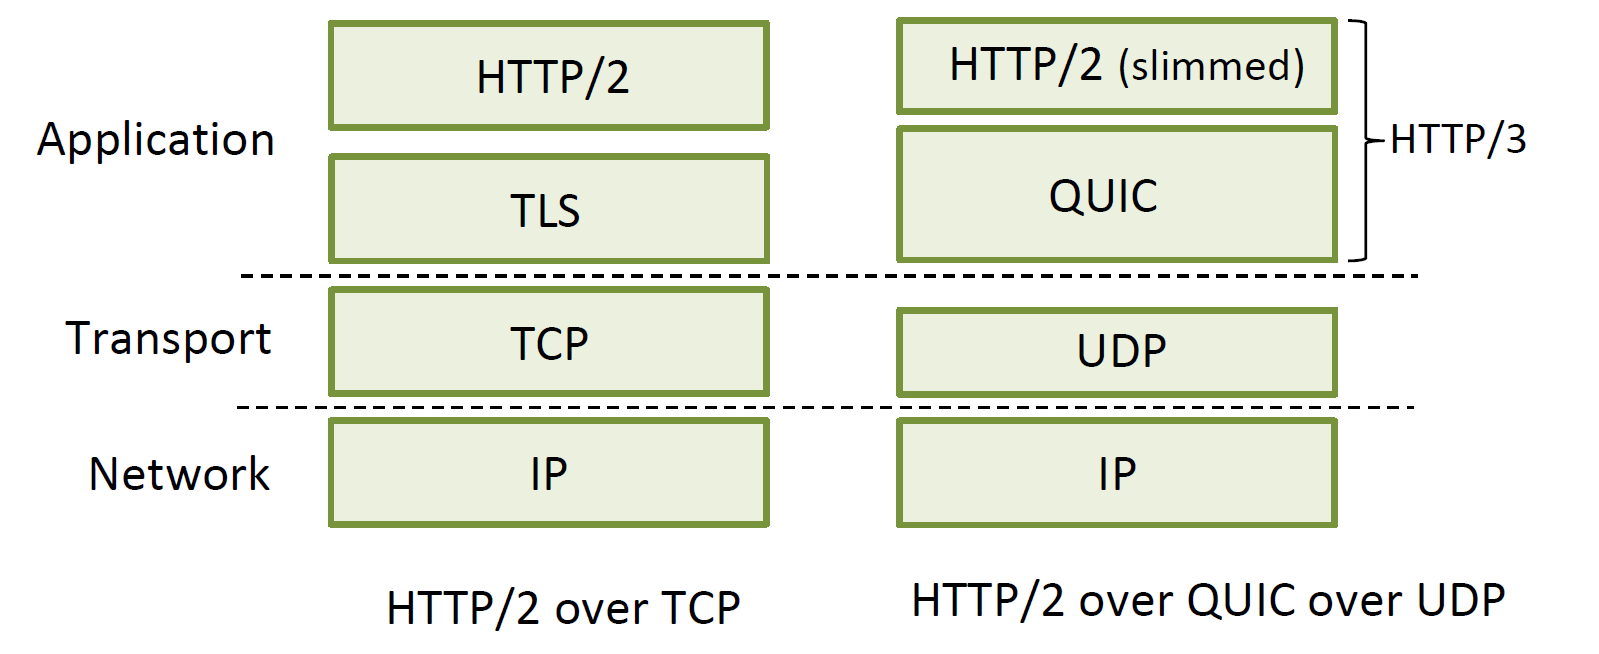 HTTP/2
HTTP/2 (slimmed)
Application
HTTP/3
TLS
QUIC
Transport
TCP
UDP
Network
IP
IP
HTTP/2 over TCP
HTTP/2 over QUIC over UDP